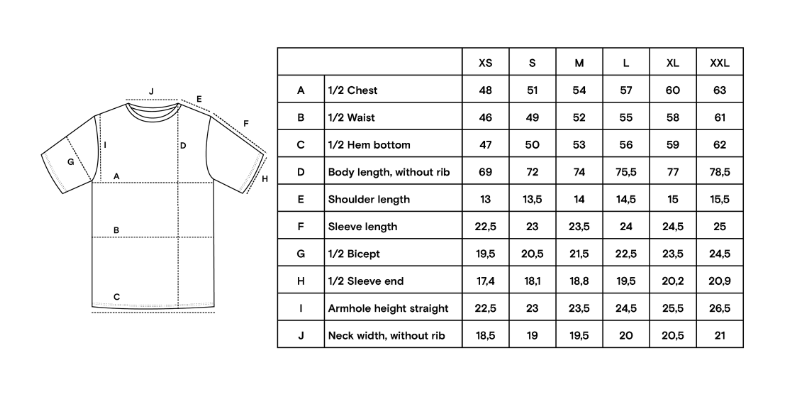 J
E
F
I
D
G
A
H
B
C
XS S M L XL XXL
A 1/2 Chest 48 51 54 57 60 63
B 1/2 Waist 46 49 52 55 58 61
C 1/2 Hem bottom 47 50 53 56 59 62
D Body length, without rib 69 72 74 75,5 77 78,5
E Shoulder length 13 13,5 14 14,5 15 15,5
F Sleeve length 22,5 23 23,5 24 24,5 25
G 1/2 Bicept 19,5 20,5 21,5 22,5 23,5 24,5
H 1/2 Sleeve end 17,4 18,1 18,8 19,5 20,2 20,9
I Armhole height straight 22,5 23 23,5 24,5 25,5 26,5
J Neck width, without rib 18,5 19 19,5 20 20,5 21